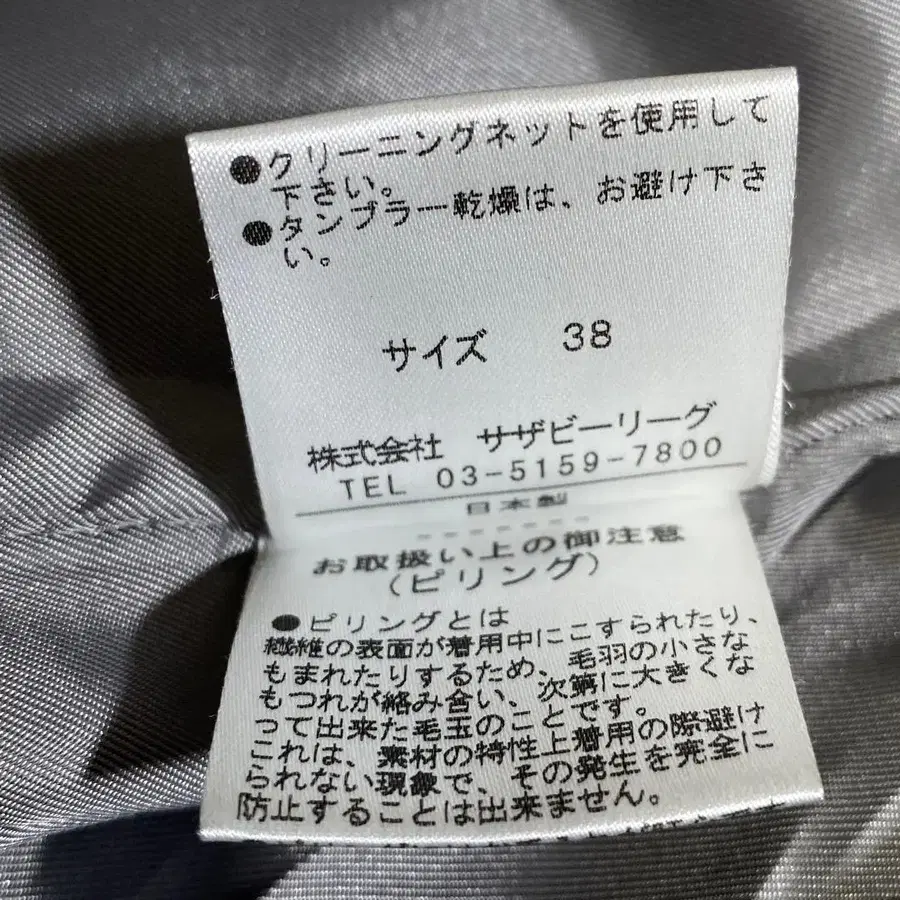 ●クリーニングネットを使用して
下さい。
●タンブラー乾燥は、お避け下さ
い。
サイズ 38
株式会社 サザビーリーグ
TEL 03-5159-7800
日本製
- - - - - - -
お取扱い上の御注意
(ピリング)
●ピリングとは
繊維の表面が着用中にこすられたり、
もまれたりするため、毛羽の小さな
もつれが絡み合い、次第に大きくな
って出来た毛玉のことです。
これは、素材の特性上着用の際避け
られない現象で、その発生を完全に
防止することは出来ません。